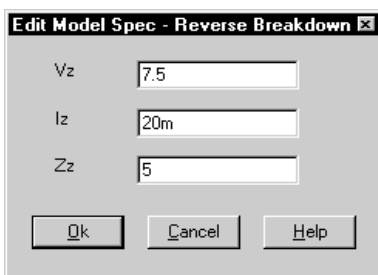 Edit Model Spec - Reverse Breakdown
Vz 7.5
Iz 20m
Zz 5
Ok Cancel Help